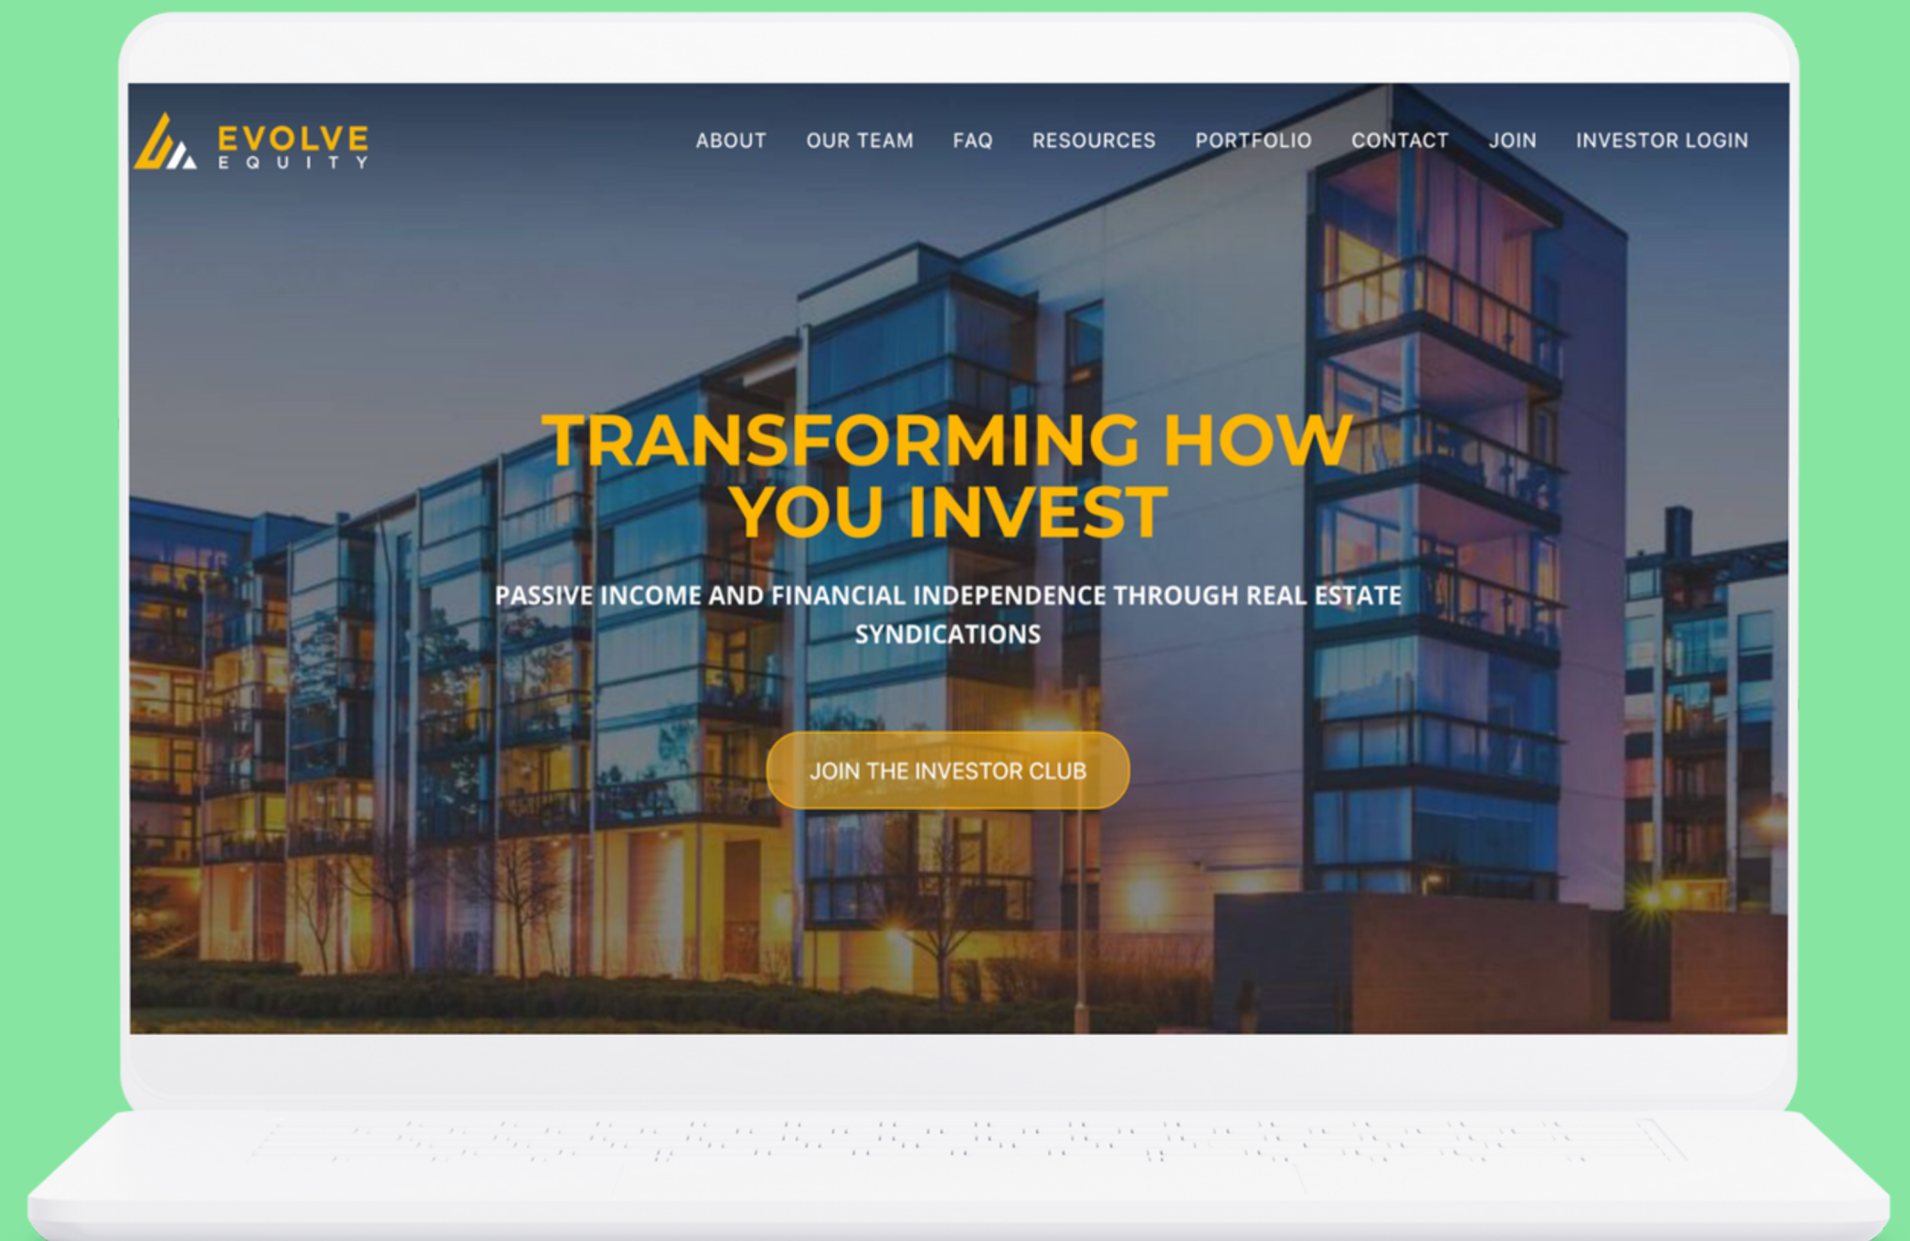 EVOLVE
EQUITY
ABOUT OUR TEAM FAQ RESOURCES PORTFOLIO CONTACT JOIN INVESTOR LOGIN
TRANSFORMING HOW
YOU INVEST
PASSIVE INCOME AND FINANCIAL INDEPENDENCE THROUGH REAL ESTATE
SYNDICATIONS
JOIN THE INVESTOR CLUB